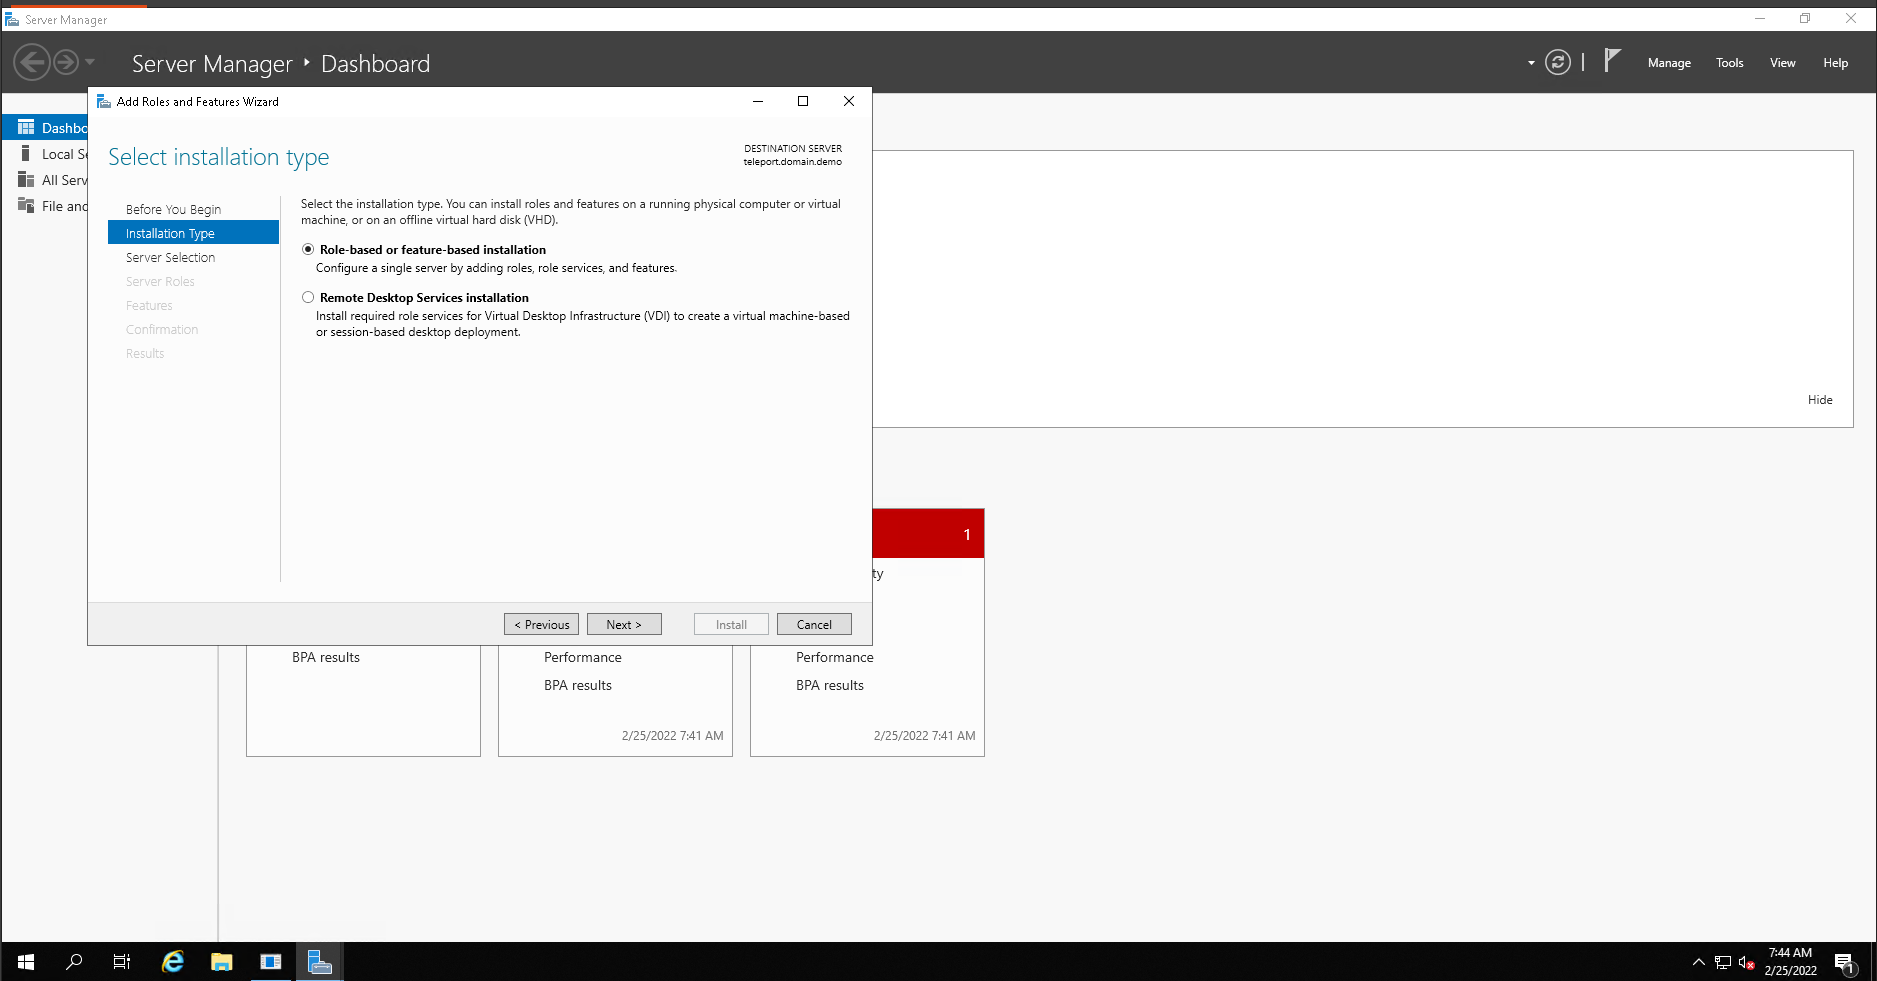 Server Manager
Server Manager • Dashboard
Manage
Tools
View
Help
Add Roles and Features Wizard
Dashbo
Local Se
All Serv
File and
Select installation type
DESTINATION SERVER
teleport.domain.demo
Before You Begin
Installation Type
Server Selection
Server Roles
Features
Confirmation
Results
Select the installation type. You can install roles and features on a running physical computer or virtual
machine, or on an offline virtual hard disk (VHD).
Role-based or feature-based installation
Configure a single server by adding roles, role services, and features.
Remote Desktop Services installation
Install required role services for Virtual Desktop Infrastructure (VDI) to create a virtual machine-based
or session-based desktop deployment.
Hide
1
ty
< Previous
Next >
Install
Cancel
BPA results
Performance
BPA results
2/25/2022 7:41 AM
Performance
BPA results
2/25/2022 7:41 AM
7:44 AM
2/25/2022
1